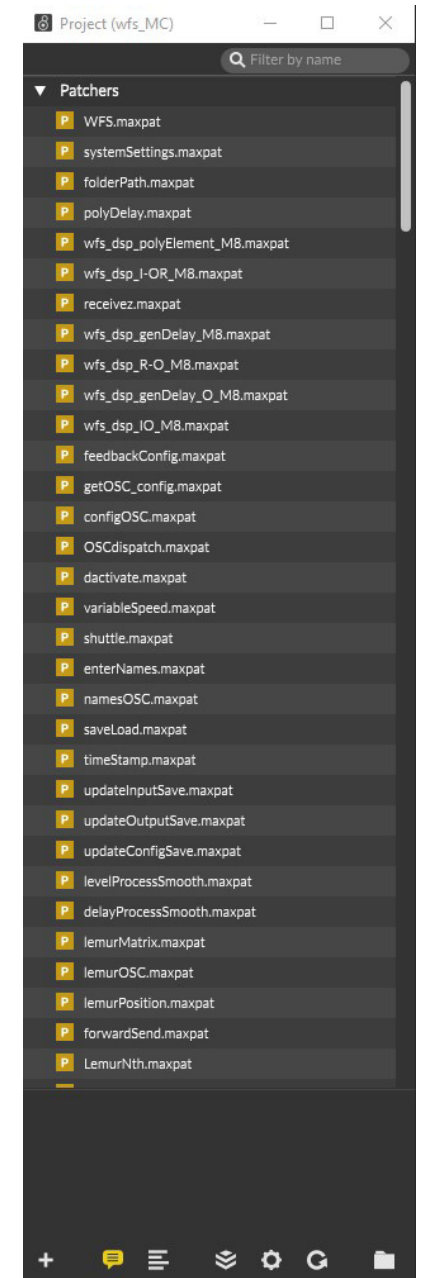 Project (wfs_MC)
Filter by name
Patchers
P WFS.maxpat
P systemSettings.maxpat
P folderPath.maxpat
P polyDelay.maxpat
P wfs_dsp_polyElement_M8.maxpat
P wfs_dsp_I-OR_M8.maxpat
P receivez.maxpat
P wfs_dsp_genDelay_M8.maxpat
P wfs_dsp_R-O_M8.maxpat
P wfs_dsp_genDelay_O_M8.maxpat
P wfs_dsp_IO_M8.maxpat
P feedbackConfig.maxpat
P getOSC_config.maxpat
P configOSC.maxpat
P OSCdispatch.maxpat
P dactivate.maxpat
P variableSpeed.maxpat
P shuttle.maxpat
P enterNames.maxpat
P namesOSC.maxpat
P saveLoad.maxpat
P timeStamp.maxpat
P updateInputSave.maxpat
P updateOutputSave.maxpat
P updateConfigSave.maxpat
P levelProcessSmooth.maxpat
P delayProcessSmooth.maxpat
P lemurMatrix.maxpat
P lemurOSC.maxpat
P lemurPosition.maxpat
P forwardSend.maxpat
P LemurNth.maxpat